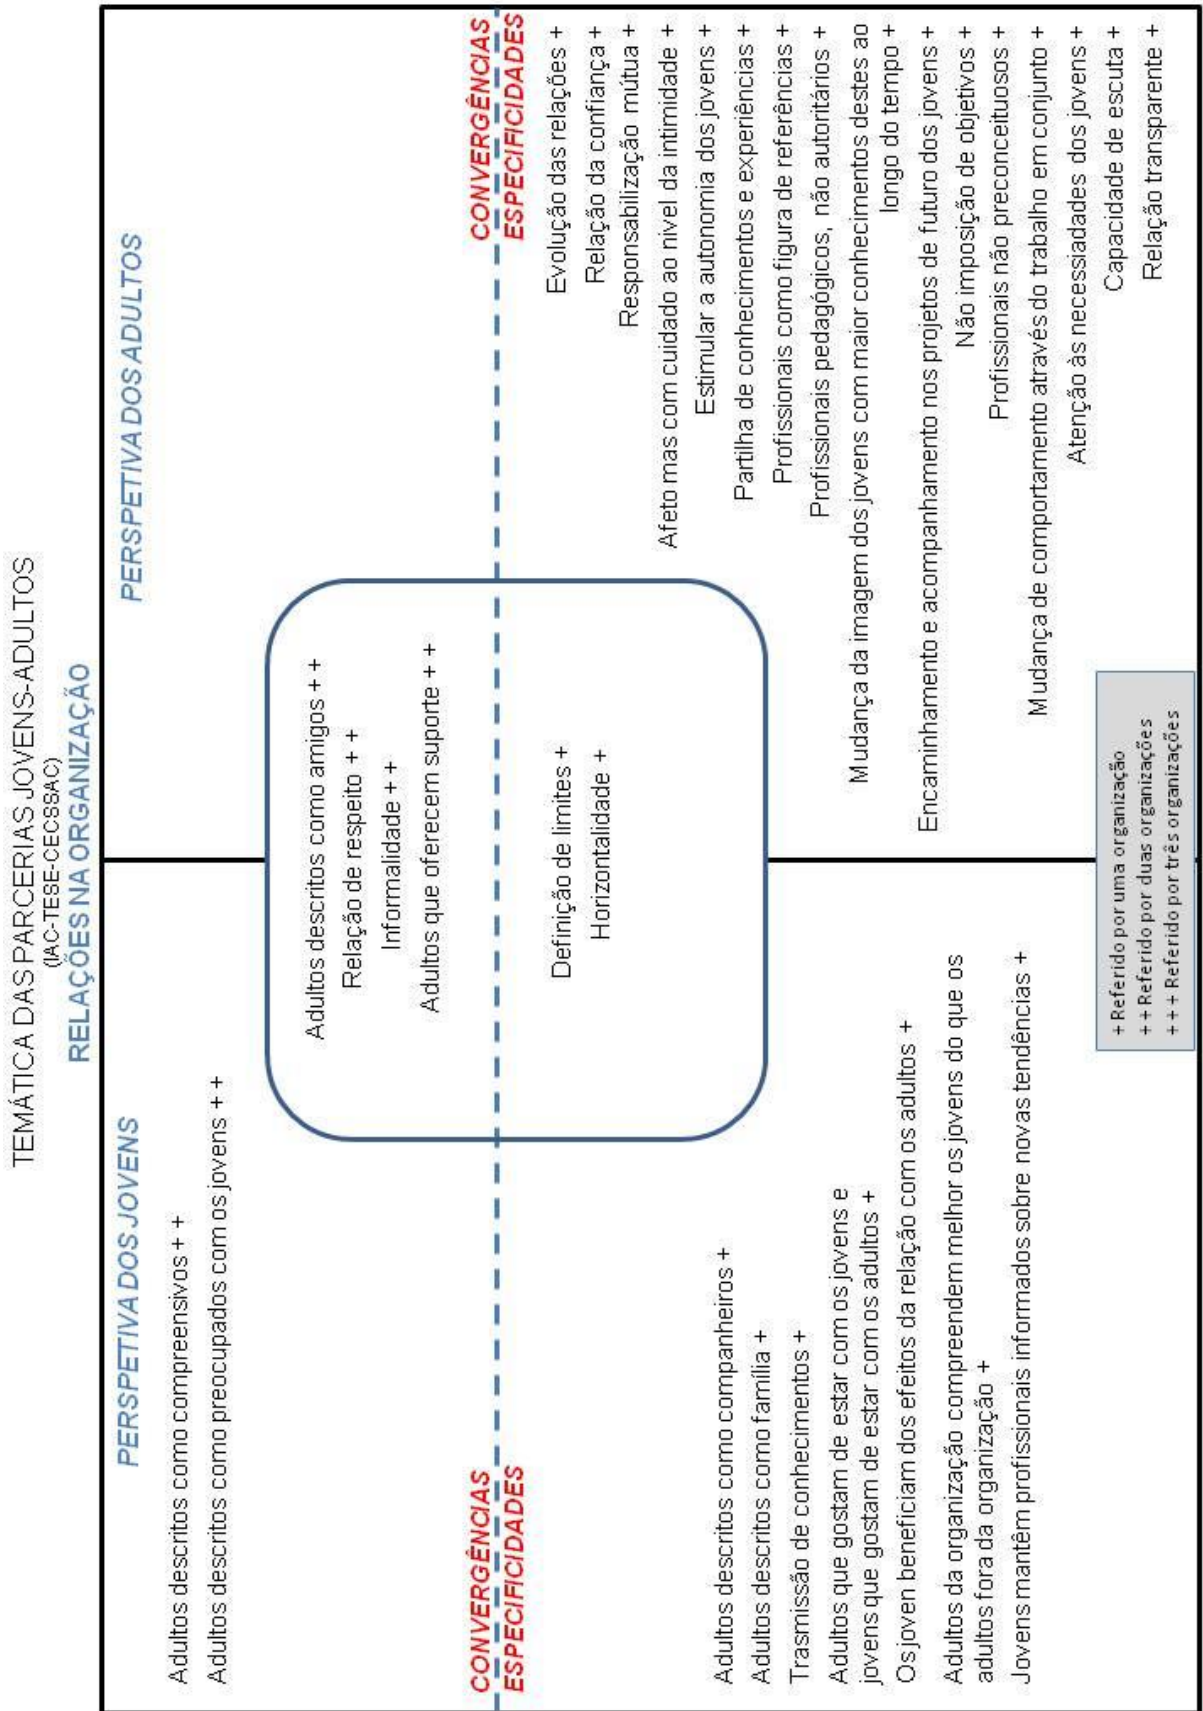 TEMÁTICA DAS PARCERIAS JOVENS-ADULTOS
(IAC-TESE-CECSSAC)
RELAÇÕES NA ORGANIZAÇÃO
PERSPETIVA DOS JOVENS
Adultos descritos como compreensivos + +
Adultos descritos como preocupados com os jovens + +
CONVERGÊNCIAS
ESPECIFICIDADES
Adultos descritos como companheiros +
Adultos descritos como família +
Trasmissão de conhecimentos +
Adultos que gostam de estar com os jovens e
jovens que gostam de estar com os adultos +
Os joven beneficiam dos efeitos da relação com os adultos +
Adultos da organização compreendem melhor os jovens do que os
adultos fora da organização +
Jovens mantêm profissionais informados sobre novas tendências +
Adultos descritos como amigos + +
Relação de respeito + +
Informalidade + +
Adultos que oferecem suporte + +
Definição de limites +
Horizontalidade +
PERSPETIVA DOS ADULTOS
CONVERGÊNCIAS
ESPECIFICIDADES
Evolução das relações +
Relação da confiança +
Responsabilização mútua +
Afeto mas com cuidado ao nível da intimidade +
Estimular a autonomia dos jovens +
Partilha de conhecimentos e experiências +
Profissionais como figura de referências +
Profissionais pedagógicos, não autoritários +
Mudança da imagem dos jovens com maior conhecimentos destes ao
longo do tempo +
Encaminhamento e acompanhamento nos projetos de futuro dos jovens +
Não imposição de objetivos +
Profissionais não preconceituosos +
Mudança de comportamento através do trabalho em conjunto +
Atenção às necessiadades dos jovens +
Capacidade de escuta +
Relação transparente +
+ Referido por uma organização
+ + Referido por duas organizações
+ + + Referido por três organizações